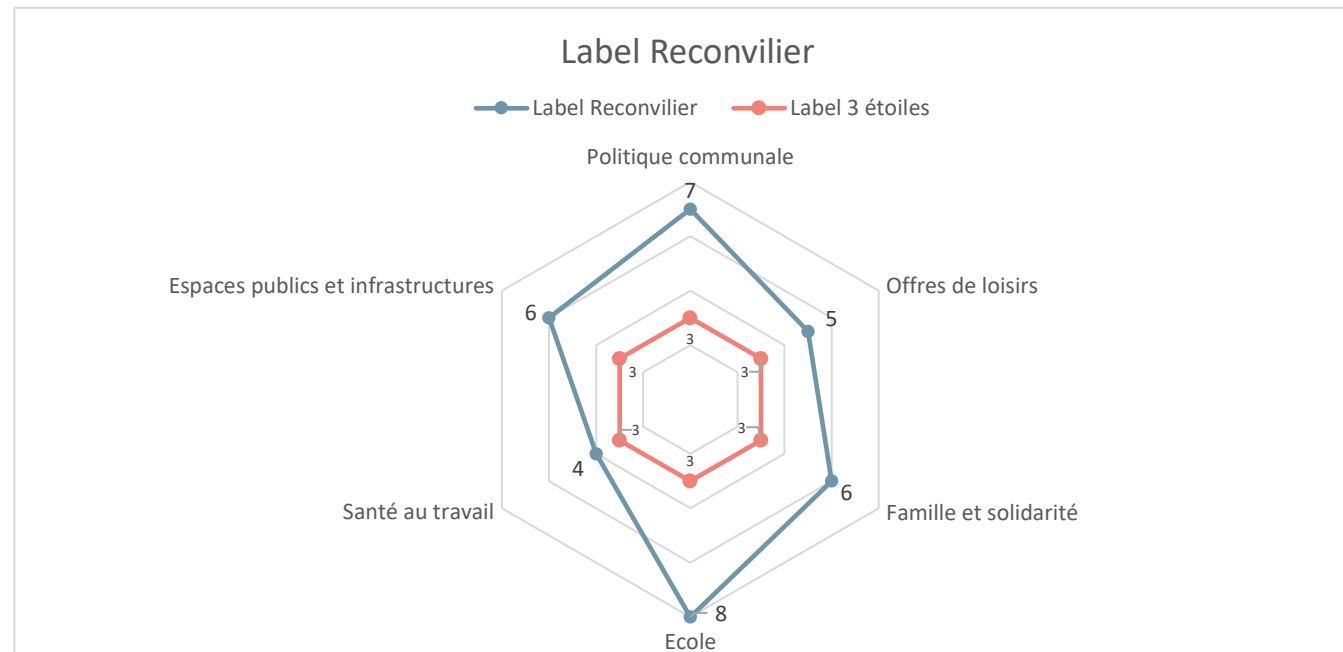 Label Reconvilier
Label Reconvilier
Label 3 étoiles
Politique communale
7
Espaces publics et infrastructures
Offres de loisirs
6
5
3
3
3
3
3
3
4
6
Santé au travail
Famille et solidarité
8
Ecole